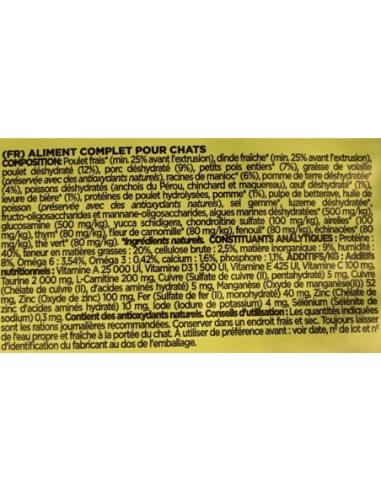 (FR) ALIMENT COMPLET POUR CHATS
COMPOSITION: Poulet frais* (min. 25% avant l'extrusion), dinde fraîche* (min. 25% avant l'extrusion),
poulet déshydraté (12%), porc déshydraté (9%), petits pois entiers* (7%), graisse de volaille
(préservée avec des antioxydants naturels), racines de manioc* (6%), pomme de terre déshydratée*
(4%), poissons déshydratés (anchois du Pérou, chinchard et maquereau), œuf déshydraté* (1%),
levure de bière* (1%), protéines de poulet hydrolysées, pomme* (1%), pulpe de betterave, huile de
poisson (préservée avec des antioxydants naturels), sel gemme*, luzerne déshydratée*,
fructo-oligosaccharides et mannane-oligosaccharides, algues marines déshydratées* (500 mg/kg),
glucosamine (500 mg/kg), yucca schidigera, chondroïtine sulfate (100 mg/kg), airelles* (100
mg/kg), thym* (80 mg/kg), fleur de camomille* (80 mg/kg), fenouil* (80 mg/kg), échinacées* (80
mg/kg), thé vert* (80 mg/kg). *Ingrédients naturels. CONSTITUANTS ANALYTIQUES : Protéine :
40%, teneur en matières grasses : 20%, cellulose brute : 2,5%, matière inorganique : 9%, humidité :
8%, Oméga 6 : 3,54%, Oméga 3 : 0,42%, calcium : 1,6%, phosphore : 1,1%. ADDITIFS/KG: Additifs
nutritionnels : Vitamine A 25 000 UI, Vitamine D3 1 500 UI, Vitamine E 425 UI, Vitamine C 100 mg,
Taurine 2 000 mg, L-Carnitine 200 mg, Cuivre (Sulfate de cuivre (II), pentahydraté) 5 mg, Cuivre
(Chélate de cuivre (II) d'acides aminés hydraté) 5 mg, Manganèse (Oxyde de manganèse(II)) 52
mg, Zinc (Oxyde de zinc) 100 mg, Fer (Sulfate de fer (II), monohydraté) 40 mg, Zinc (Chélate de
zinc d'acides aminés hydraté) 10 mg, Iode (Iodure de potassium) 4 mg, Sélénium (Sélénite de
sodium) 0,3 mg. Contient des antioxydants naturels. Conseils d'utilisation : Les quantités indiquées
sont les rations journalières recommandées. Conserver dans un endroit frais et sec. Toujours laisser
de l'eau propre et fraîche à la portée du chat. À utiliser de préférence avant : voir date, n° de lot et n°
d'identification du fabricant au dos de l'emballage.